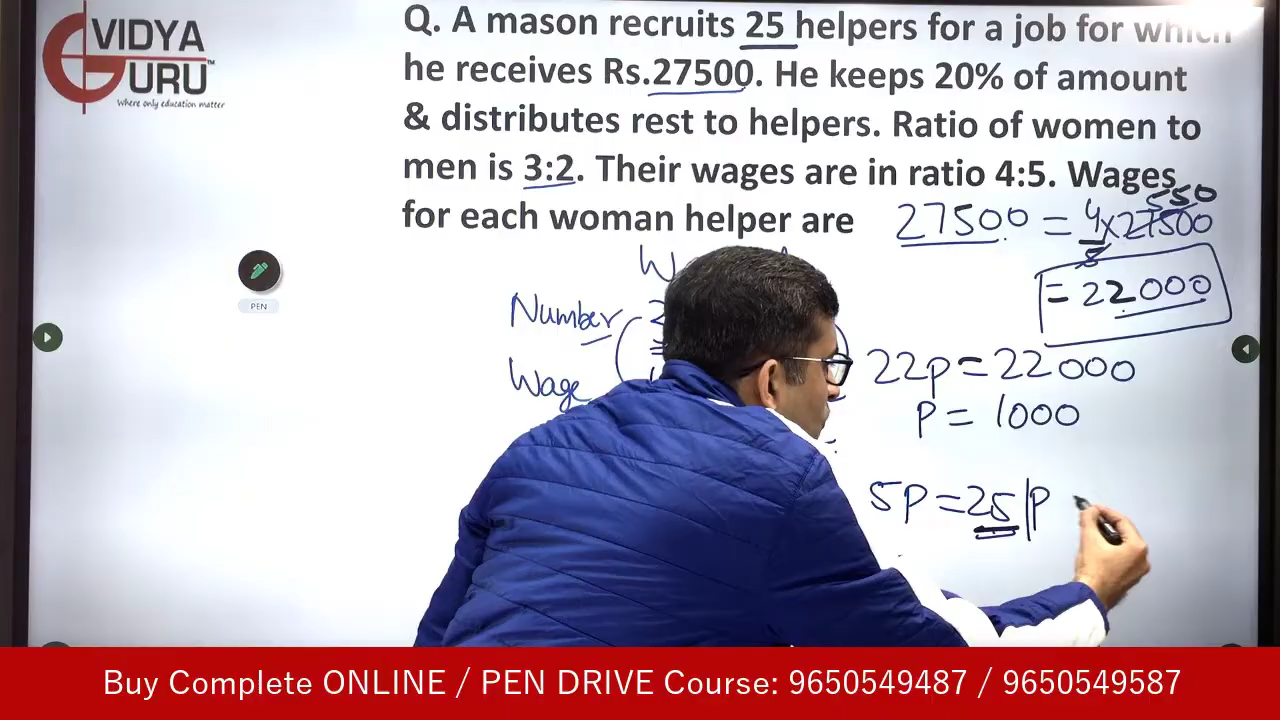 VIDYA
GURU™
Where only education matter
Q. A mason recruits 25 helpers for a job for which
he receives Rs.27500. He keeps 20% of amount
& distributes rest to helpers. Ratio of women to
men is 3:2. Their wages are in ratio 4:5. Wages
for each woman helper are
27500 = 4/5 × 27500
550
= 22000
W
Number
Wage
22p = 22000
p = 1000
5P = 25 | P
PEN
Buy Complete ONLINE / PEN DRIVE Course: 9650549487 / 9650549587